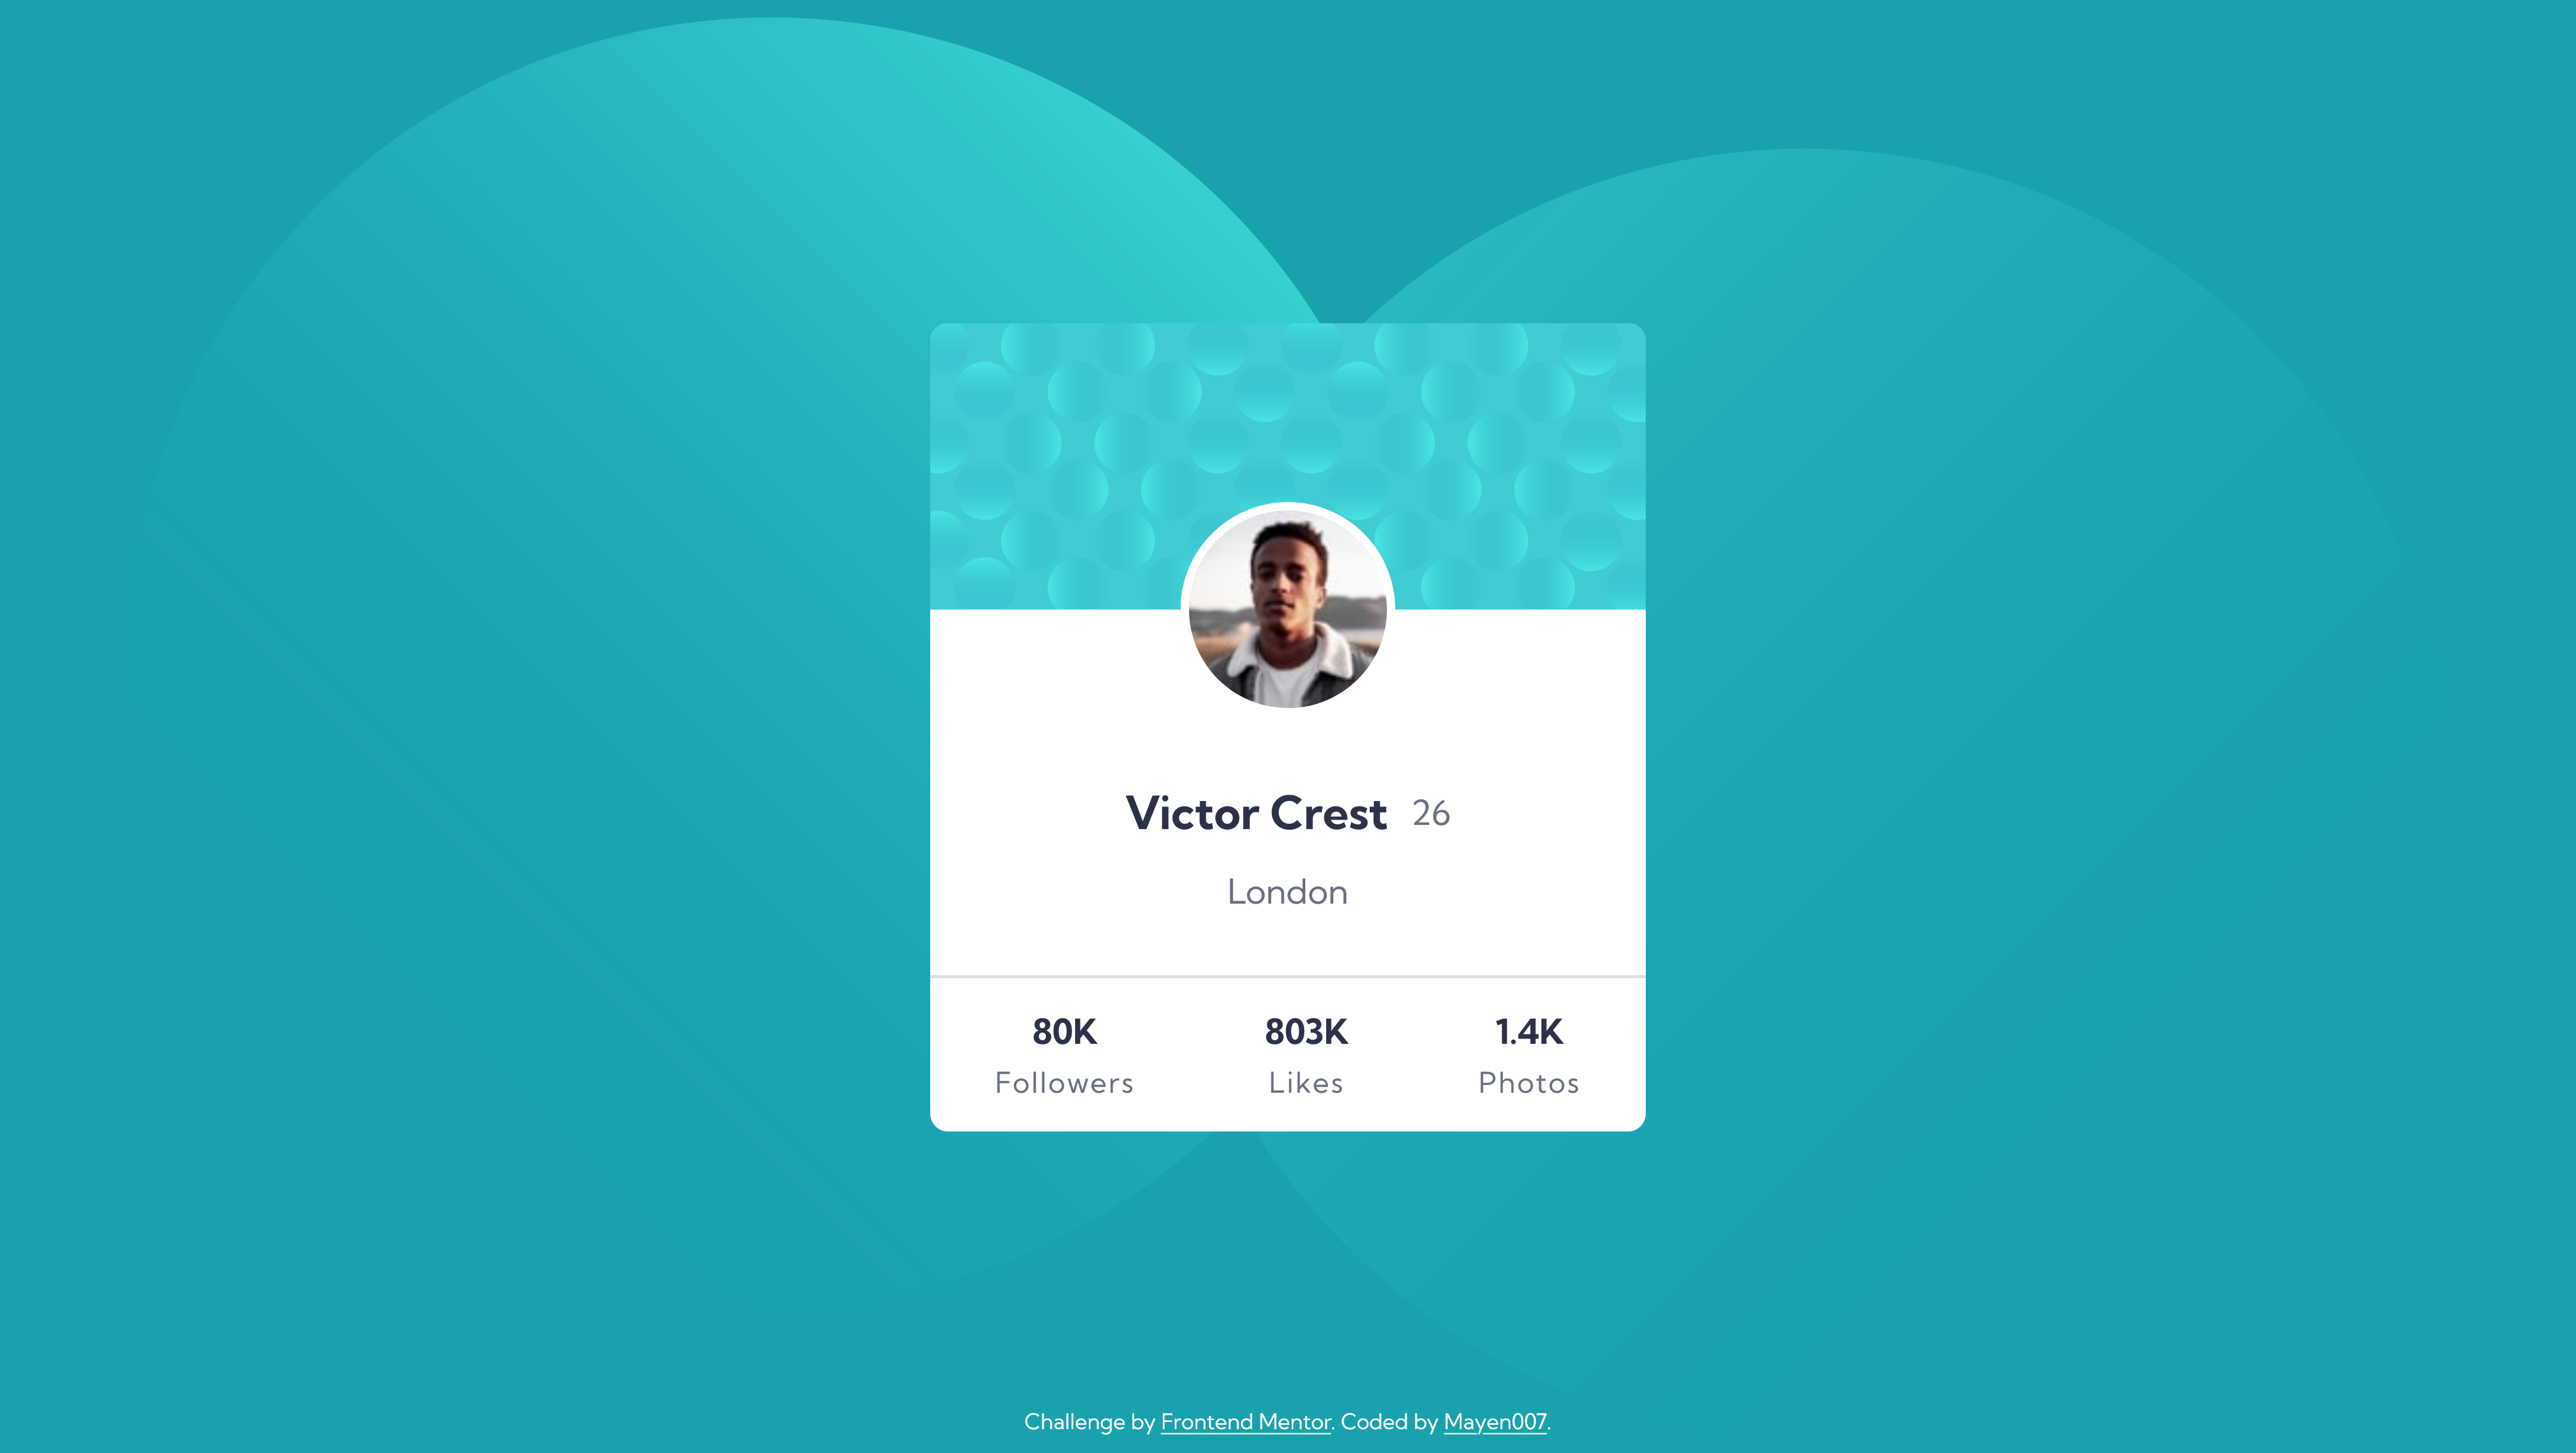 Victor Crest 26
London
80K 803K 1.4K
Followers Likes Photos
Challenge by Frontend Mentor. Coded by Mayen007.